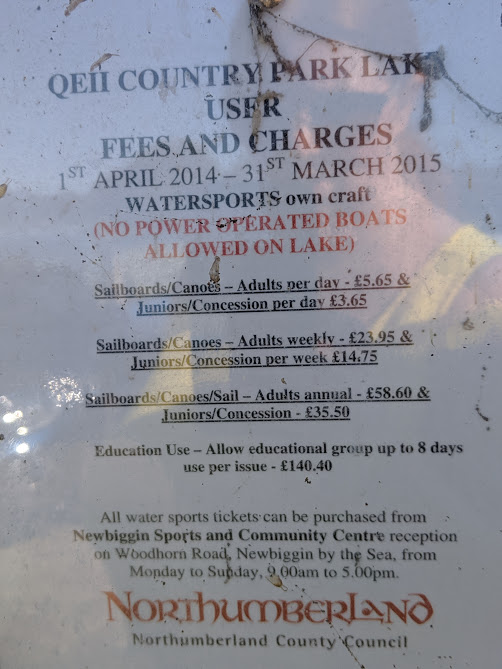 QEII COUNTRY PARK LAKE
USER
FEES AND CHARGES
1ST APRIL 2014 – 31ST MARCH 2015
WATERSPORTS own craft
(NO POWER OPERATED BOATS
ALLOWED ON LAKE)
Sailboards/Canoes – Adults per day - £5.65 &
Juniors/Concession per day £3.65
Sailboards/Canoes – Adults weekly - £23.95 &
Juniors/Concession per week £14.75
Sailboards/Canoes/Sail – Adults annual - £58.60 &
Juniors/Concession - £35.50
Education Use – Allow educational group up to 8 days
use per issue - £140.40
All water sports tickets can be purchased from
Newbiggin Sports and Community Centre reception
on Woodhorn Road, Newbiggin by the Sea, from
Monday to Sunday, 9.00am to 5.00pm.
NORTHUMBERLAND
Northumberland County Council